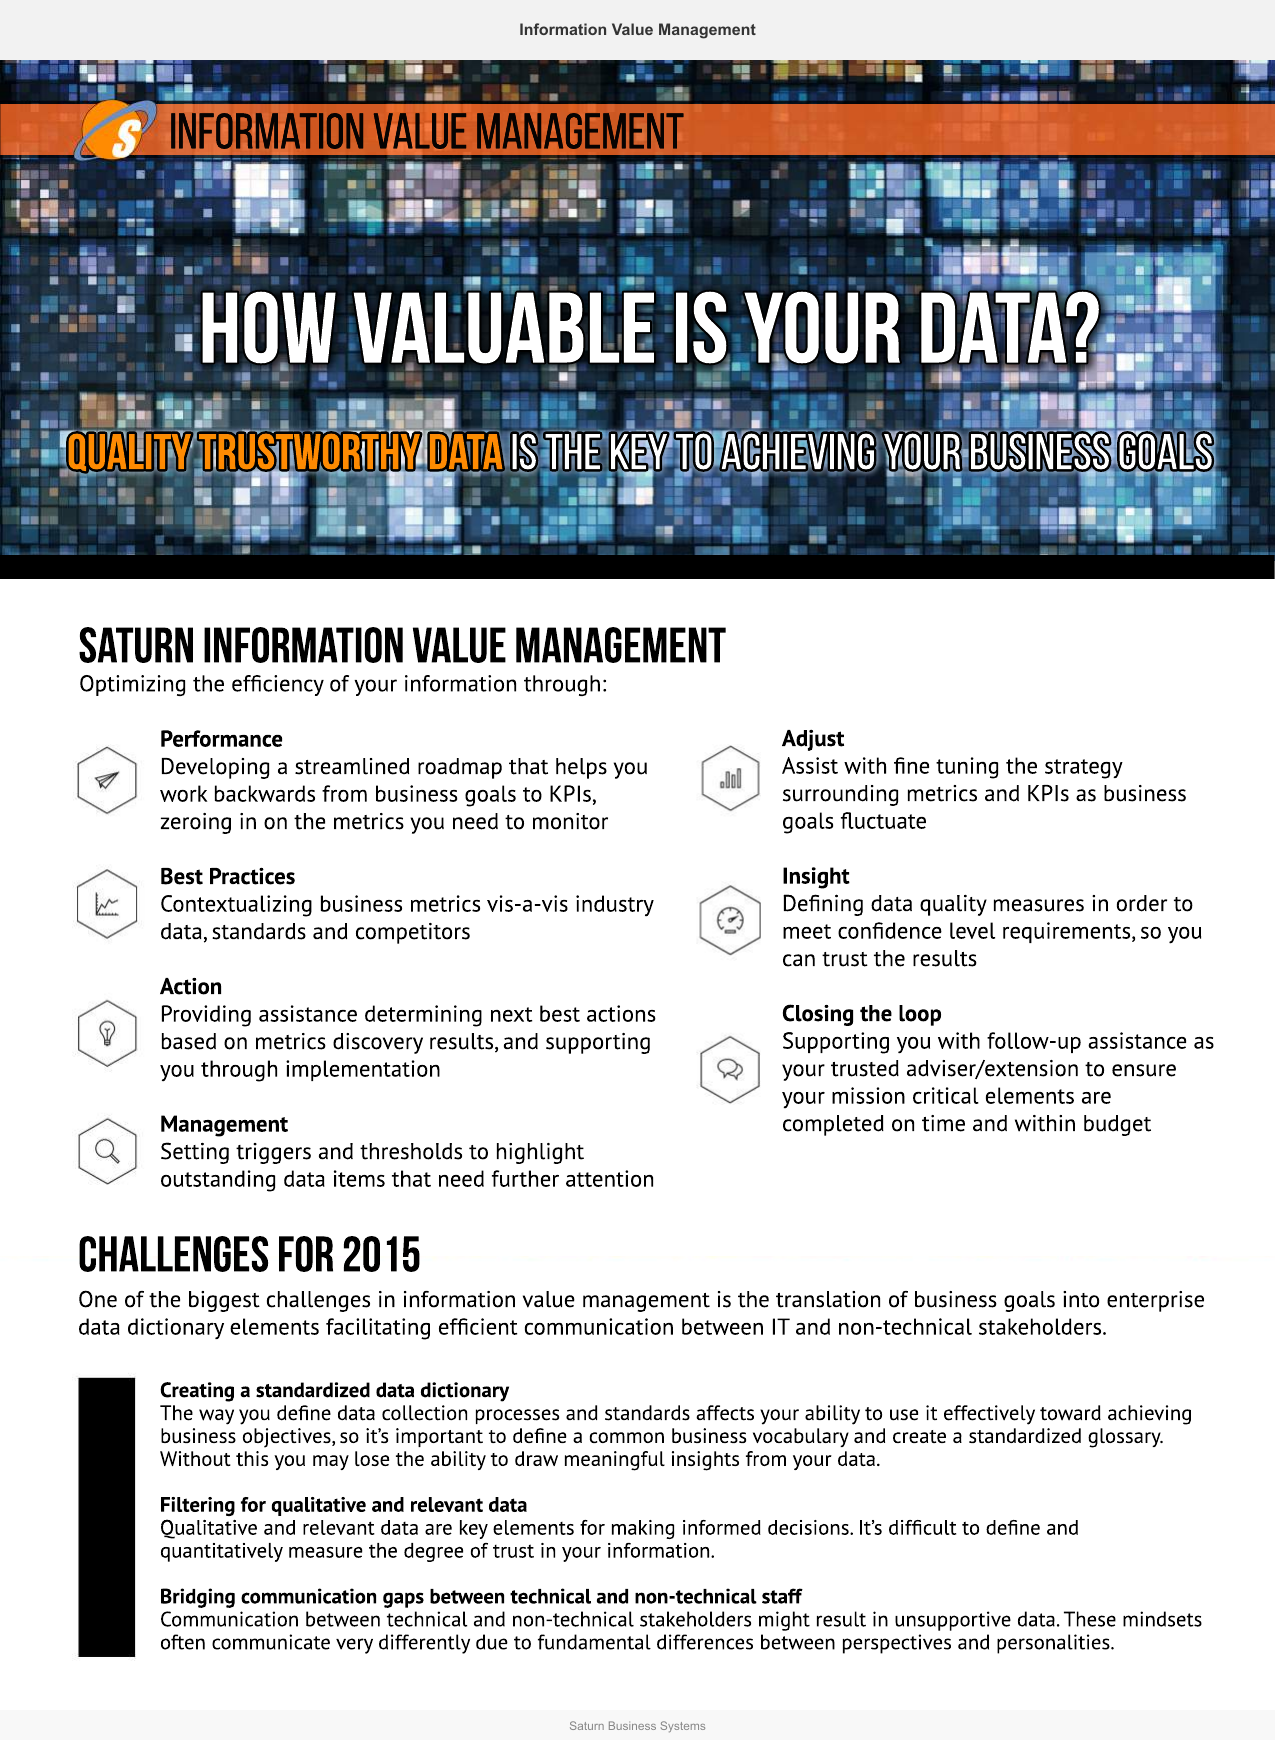 Information Value Management
S
INFORMATION VALUE MANAGEMENT
HOW VALUABLE IS YOUR DATA?
QUALITY TRUSTWORTHY DATA IS THE KEY TO ACHIEVING YOUR BUSINESS GOALS
SATURN INFORMATION VALUE MANAGEMENT
Optimizing the efficiency of your information through:
Performance
Developing a streamlined roadmap that helps you
work backwards from business goals to KPIs,
zeroing in on the metrics you need to monitor
Best Practices
Contextualizing business metrics vis-a-vis industry
data, standards and competitors
Action
Providing assistance determining next best actions
based on metrics discovery results, and supporting
you through implementation
Management
Setting triggers and thresholds to highlight
outstanding data items that need further attention
Adjust
Assist with fine tuning the strategy
surrounding metrics and KPIs as business
goals fluctuate
Insight
Defining data quality measures in order to
meet confidence level requirements, so you
can trust the results
Closing the loop
Supporting you with follow-up assistance as
your trusted adviser/extension to ensure
your mission critical elements are
completed on time and within budget
CHALLENGES FOR 2015
One of the biggest challenges in information value management is the translation of business goals into enterprise
data dictionary elements facilitating efficient communication between IT and non-technical stakeholders.
Creating a standardized data dictionary
The way you define data collection processes and standards affects your ability to use it effectively toward achieving
business objectives, so it's important to define a common business vocabulary and create a standardized glossary.
Without this you may lose the ability to draw meaningful insights from your data.
Filtering for qualitative and relevant data
Qualitative and relevant data are key elements for making informed decisions. It's difficult to define and
quantitatively measure the degree of trust in your information.
Bridging communication gaps between technical and non-technical staff
Communication between technical and non-technical stakeholders might result in unsupportive data. These mindsets
often communicate very differently due to fundamental differences between perspectives and personalities.
Saturn Business Systems